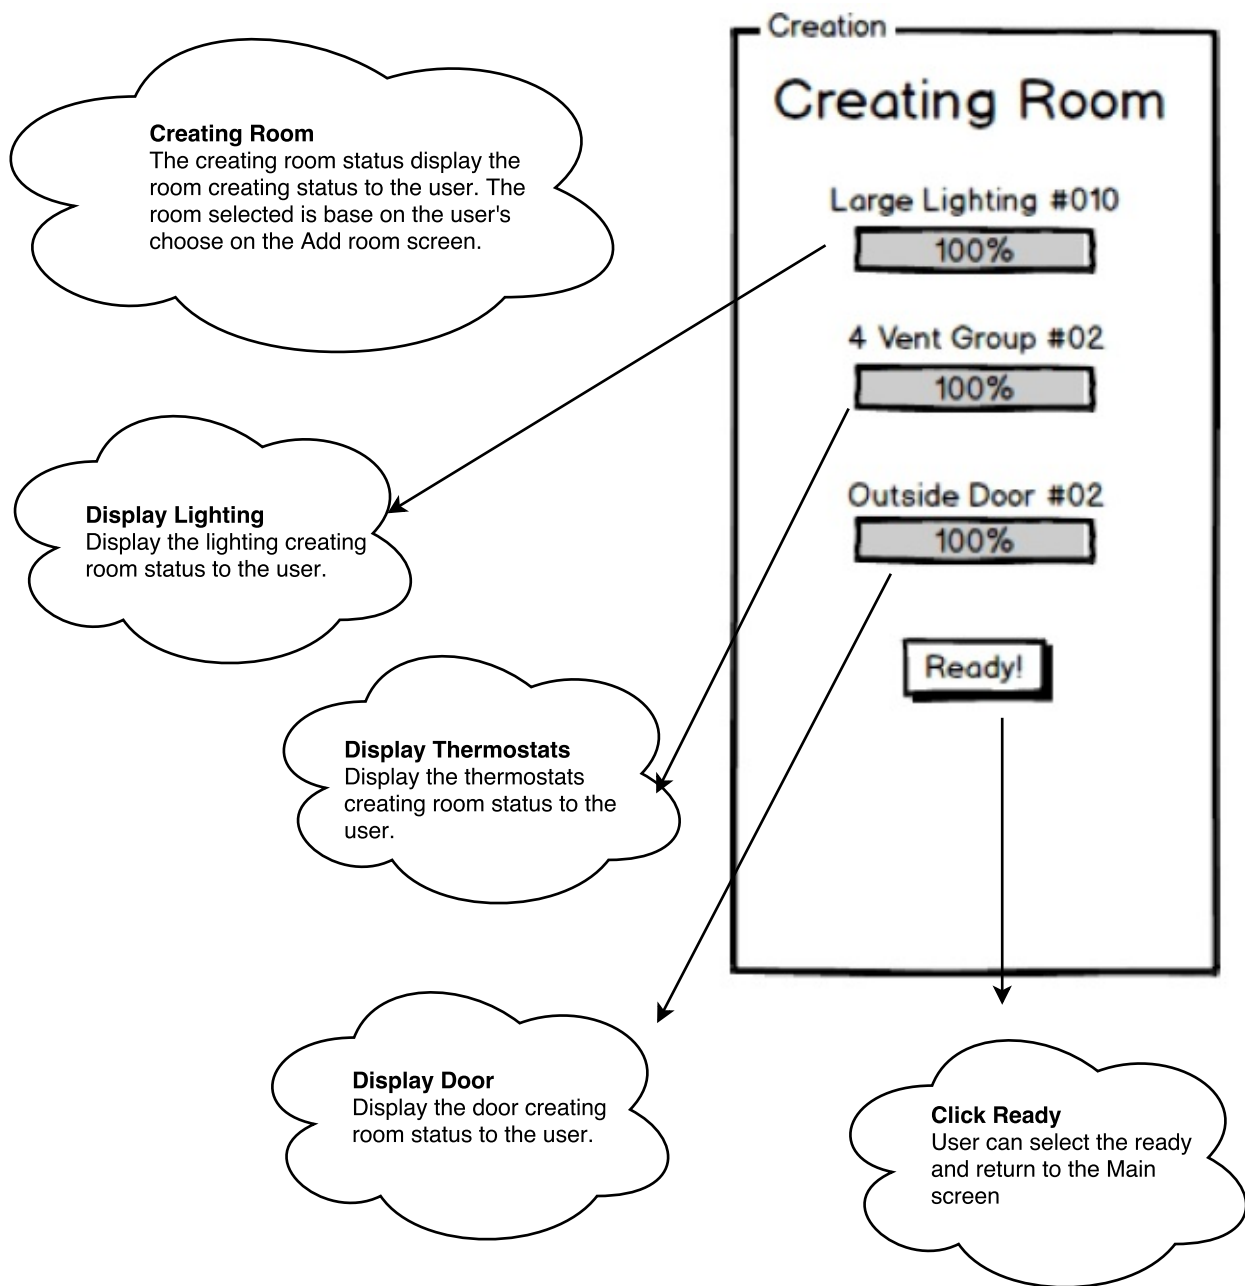 Creation
Creating Room
Large Lighting #010
100%
4 Vent Group #02
100%
Outside Door #02
100%
Ready!
Creating Room
The creating room status display the
room creating status to the user. The
room selected is base on the user's
choose on the Add room screen.
Display Lighting
Display the lighting creating
room status to the user.
Display Thermostats
Display the thermostats
creating room status to the
user.
Display Door
Display the door creating
room status to the user.
Click Ready
User can select the ready
and return to the Main
screen